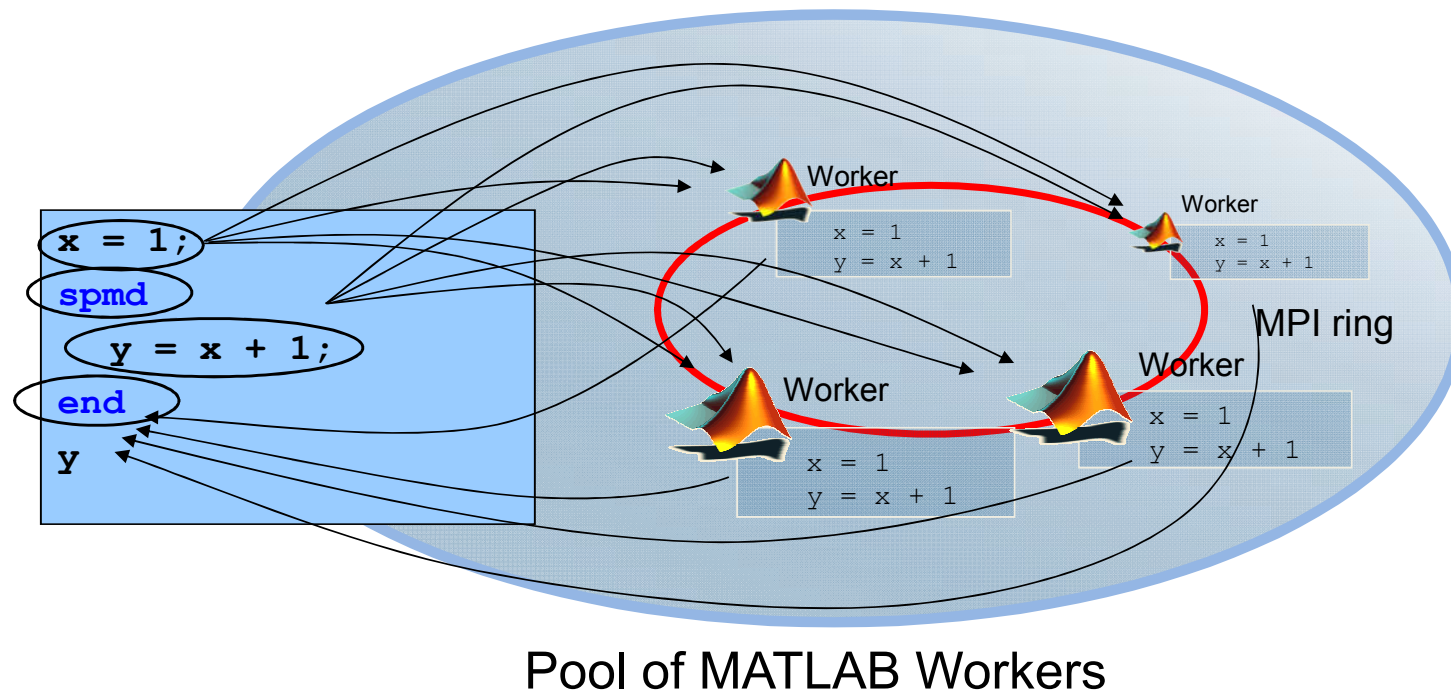 x = 1;
spmd
y = x + 1;
end
y
Worker
x = 1
y = x + 1
Worker
x = 1
y = x + 1
MPI ring
Worker
x = 1
y = x + 1
Worker
x = 1
y = x + 1
Pool of MATLAB Workers